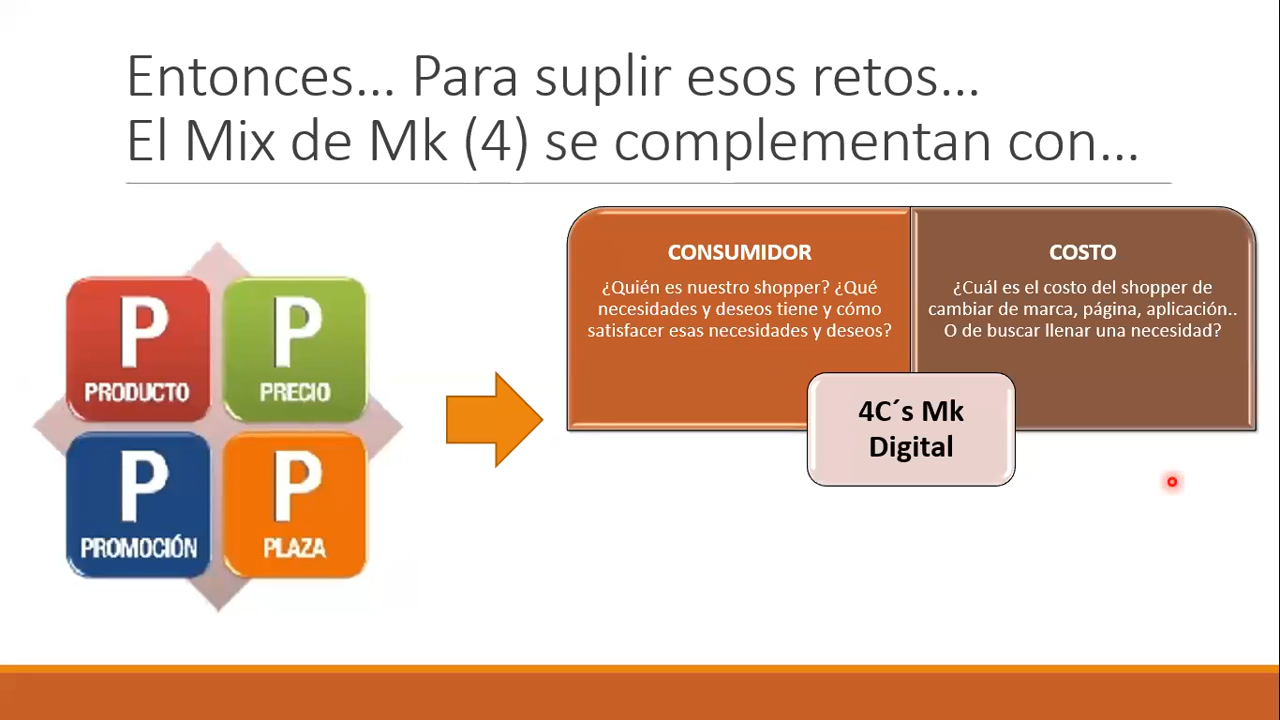 Entonces... Para suplir esos retos...
El Mix de Mk (4) se complementan con...
P
PRODUCTO
P
PRECIO
P
PROMOCIÓN
P
PLAZA
CONSUMIDOR
¿Quién es nuestro shopper? ¿Qué
necesidades y deseos tiene y cómo
satisfacer esas necesidades y deseos?
COSTO
¿Cuál es el costo del shopper de
cambiar de marca, página, aplicación..
O de buscar llenar una necesidad?
4C´s Mk
Digital